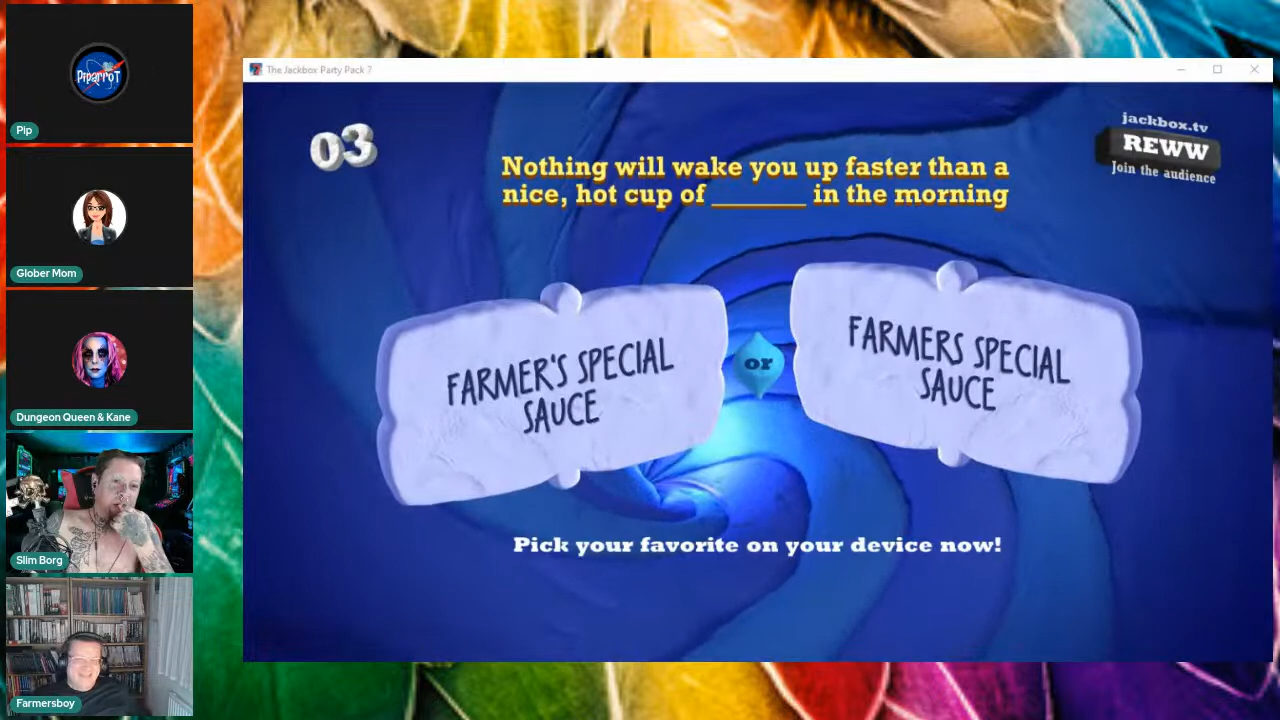 PiparroT
Pip
Glober Mom
Dungeon Queen & Kane
Slim Borg
Farmersboy
The Jackbox Party Pack 7
03
Nothing will wake you up faster than a
nice, hot cup of _______ in the morning
jackbox.tv
REWW
Join the audience
FARMER'S SPECIAL
SAUCE
or
FARMERS SPECIAL
SAUCE
Pick your favorite on your device now!